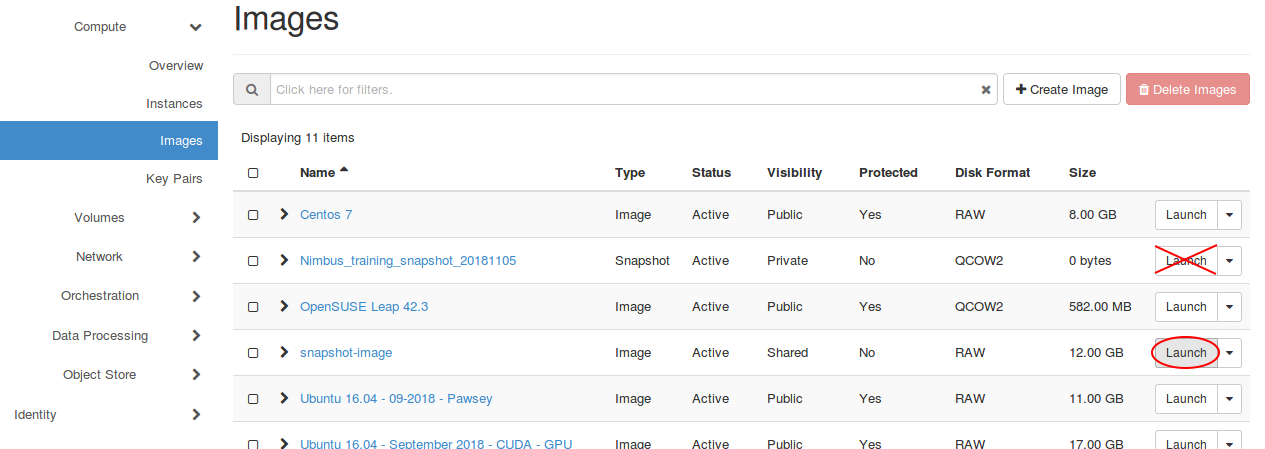 Compute
Overview
Instances
Images
Key Pairs
Volumes
Network
Orchestration
Data Processing
Object Store
Identity
Images
Click here for filters.
Create Image
Delete Images
Displaying 11 items
Name Type Status Visibility Protected Disk Format Size
Centos 7 Image Active Public Yes RAW 8.00 GB Launch
Nimbus_training_snapshot_20181105 Snapshot Active Private No QCOW2 0 bytes Launch
OpenSUSE Leap 42.3 Image Active Public Yes QCOW2 582.00 MB Launch
snapshot-image Image Active Shared No RAW 12.00 GB Launch
Ubuntu 16.04 - 09-2018 - Pawsey Image Active Public Yes RAW 11.00 GB Launch
Ubuntu 16.04 - September 2018 - CUDA - GPU Image Active Public Yes RAW 17.00 GB Launch